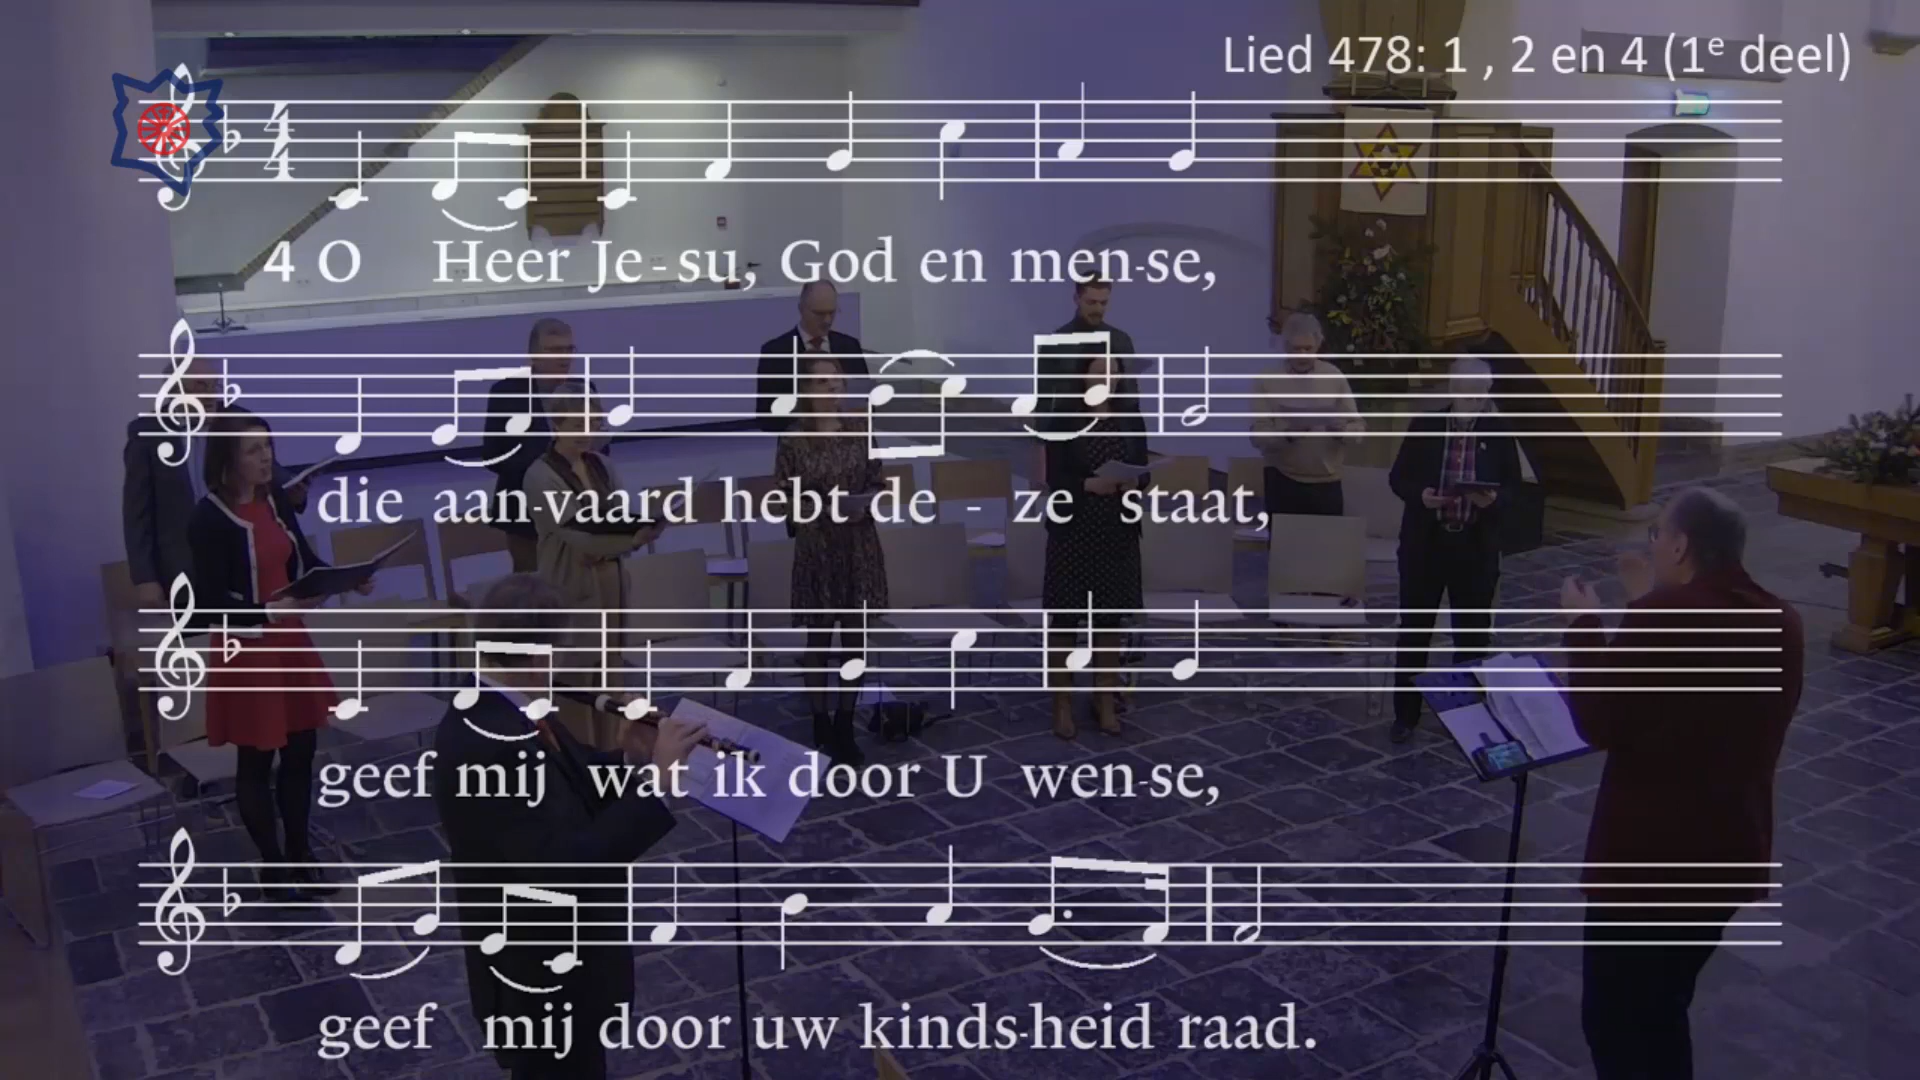 Lied 478: 1 , 2 en 4 (1e deel)
4 O Heer Je-su, God en men-se,
die aan-vaard hebt de - ze staat,
geef mij wat ik door U wen-se,
geef mij door uw kinds-heid raad.